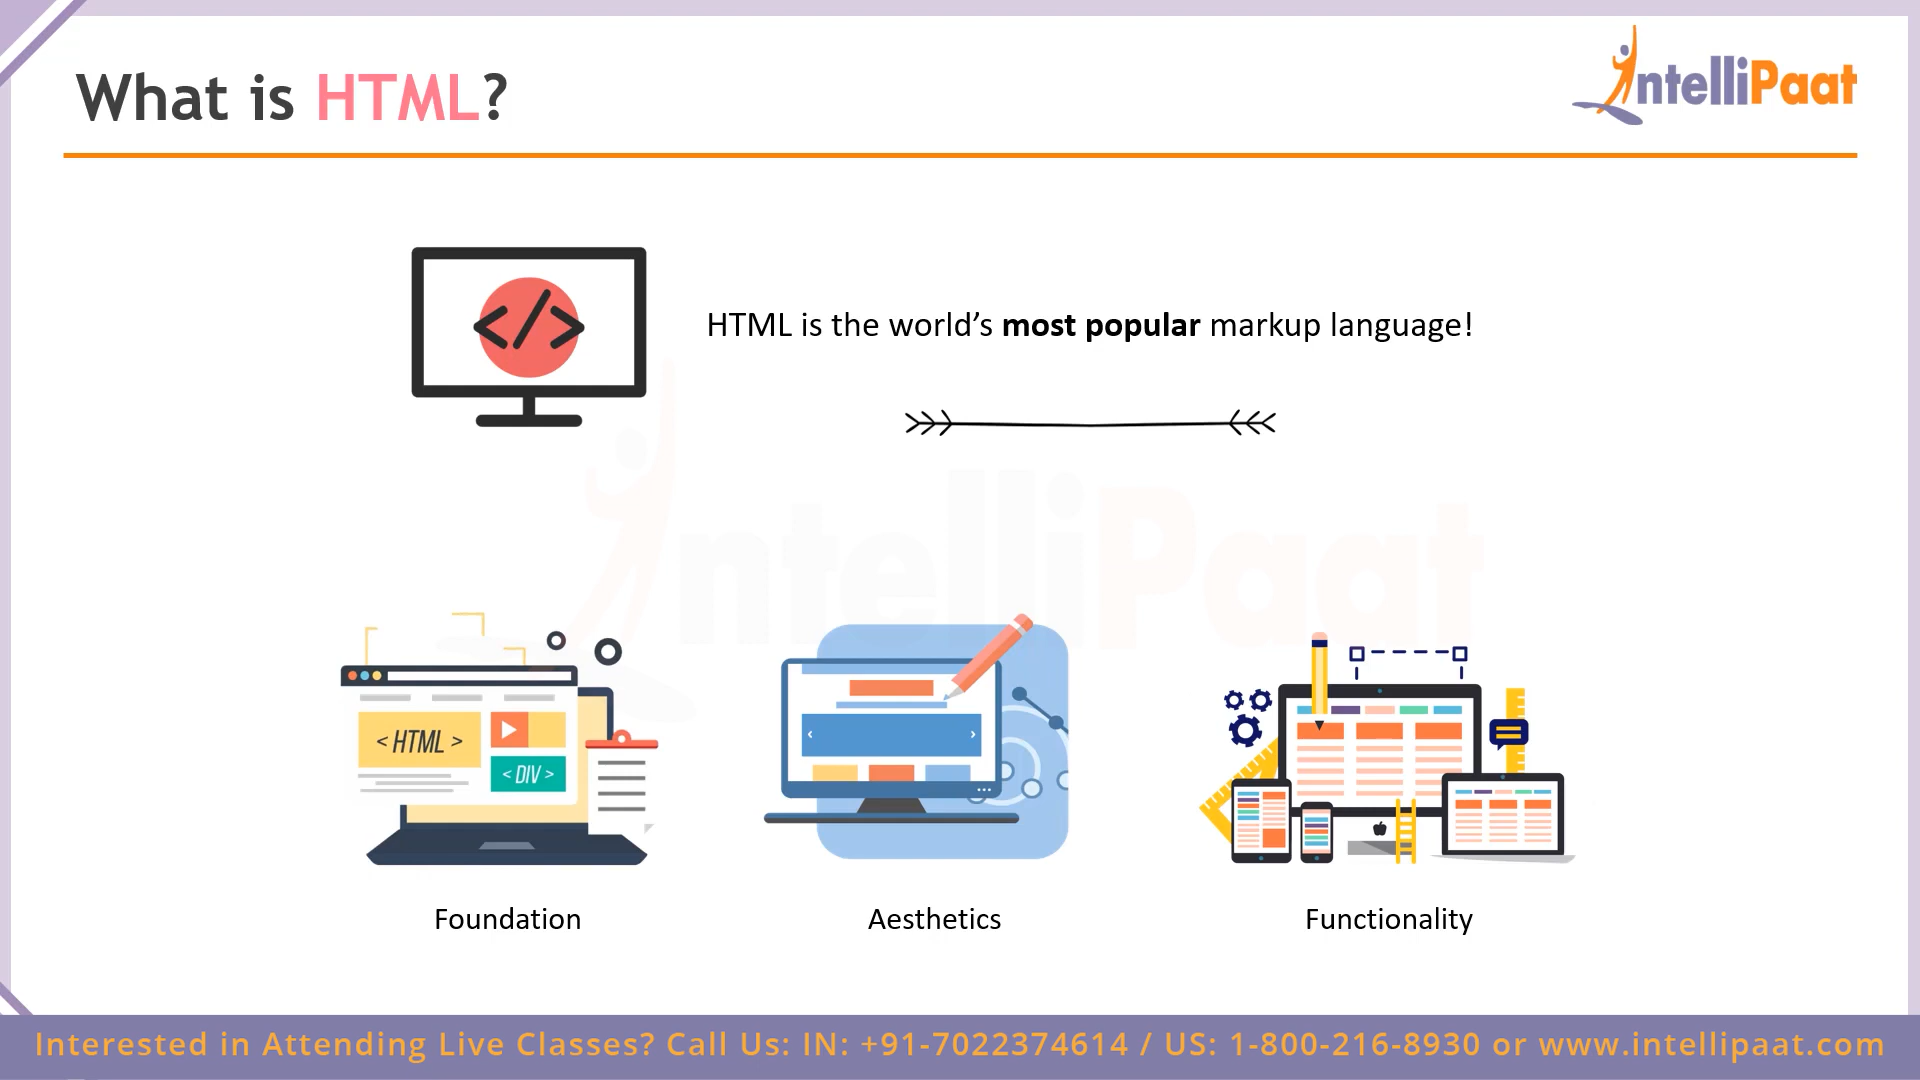 What is HTML?
IntelliPaat
HTML is the world’s most popular markup language!
IntelliPaat
< HTML >
< DIV >
Foundation
Aesthetics
Functionality
Interested in Attending Live Classes? Call Us: IN: +91-7022374614 / US: 1-800-216-8930 or www.intellipaat.com